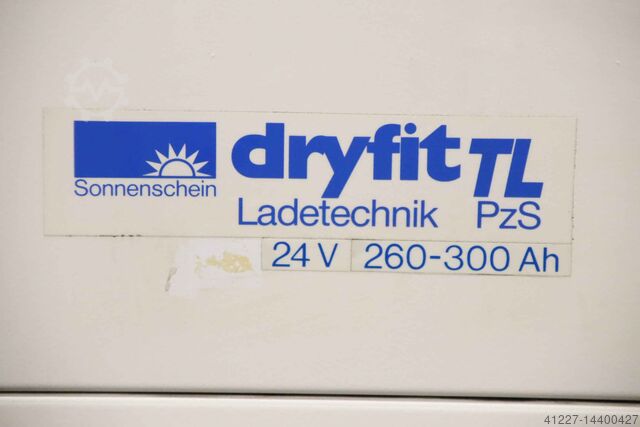 Sonnenschein
dryfit TL
Ladetechnik PzS
24 V 260-300 Ah
41227-14400427